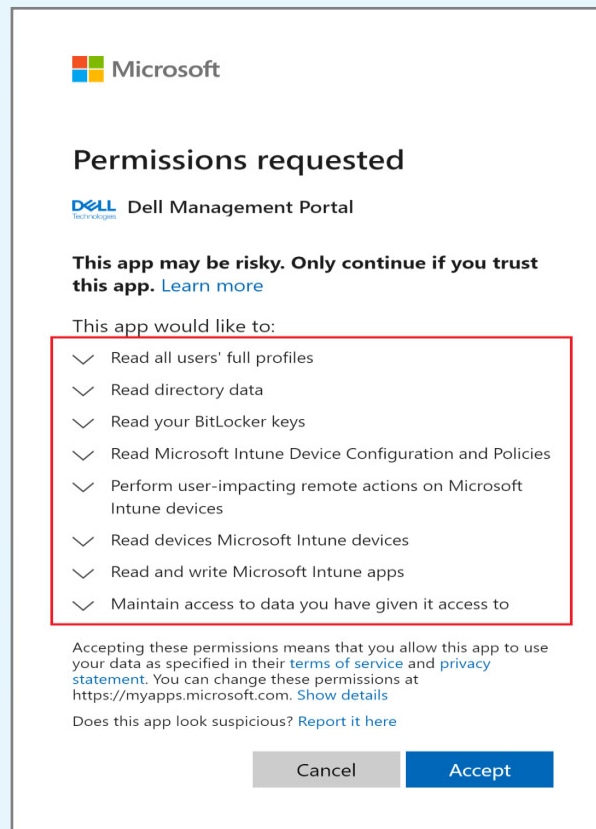 Microsoft
Permissions requested
DELL Technologies Dell Management Portal
This app may be risky. Only continue if you trust
this app. Learn more
This app would like to:
Read all users' full profiles
Read directory data
Read your BitLocker keys
Read Microsoft Intune Device Configuration and Policies
Perform user-impacting remote actions on Microsoft
Intune devices
Read devices Microsoft Intune devices
Read and write Microsoft Intune apps
Maintain access to data you have given it access to
Accepting these permissions means that you allow this app to use
your data as specified in their terms of service and privacy
statement. You can change these permissions at
https://myapps.microsoft.com. Show details
Does this app look suspicious? Report it here
Cancel Accept